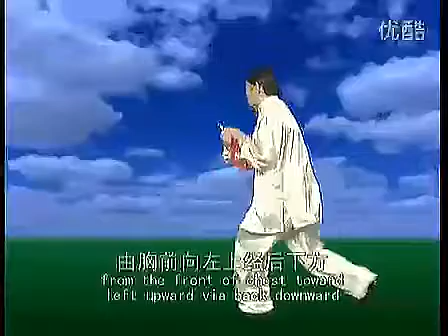 优酷
由胸前向左上经后下方
from the front of chest toward
left upward via back downward